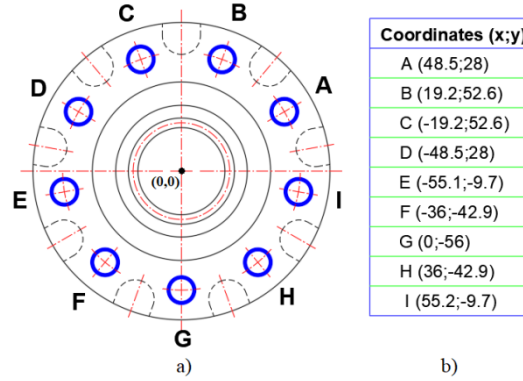 C
B
Coordinates (x;y)
D
A
A (48.5;28)
B (19.2;52.6)
C (-19.2;52.6)
D (-48.5;28)
(0,0)
E
I
E (-55.1;-9.7)
F (-36;-42.9)
G (0;-56)
F
H
H (36;-42.9)
G
I (55.2;-9.7)
a)
b)